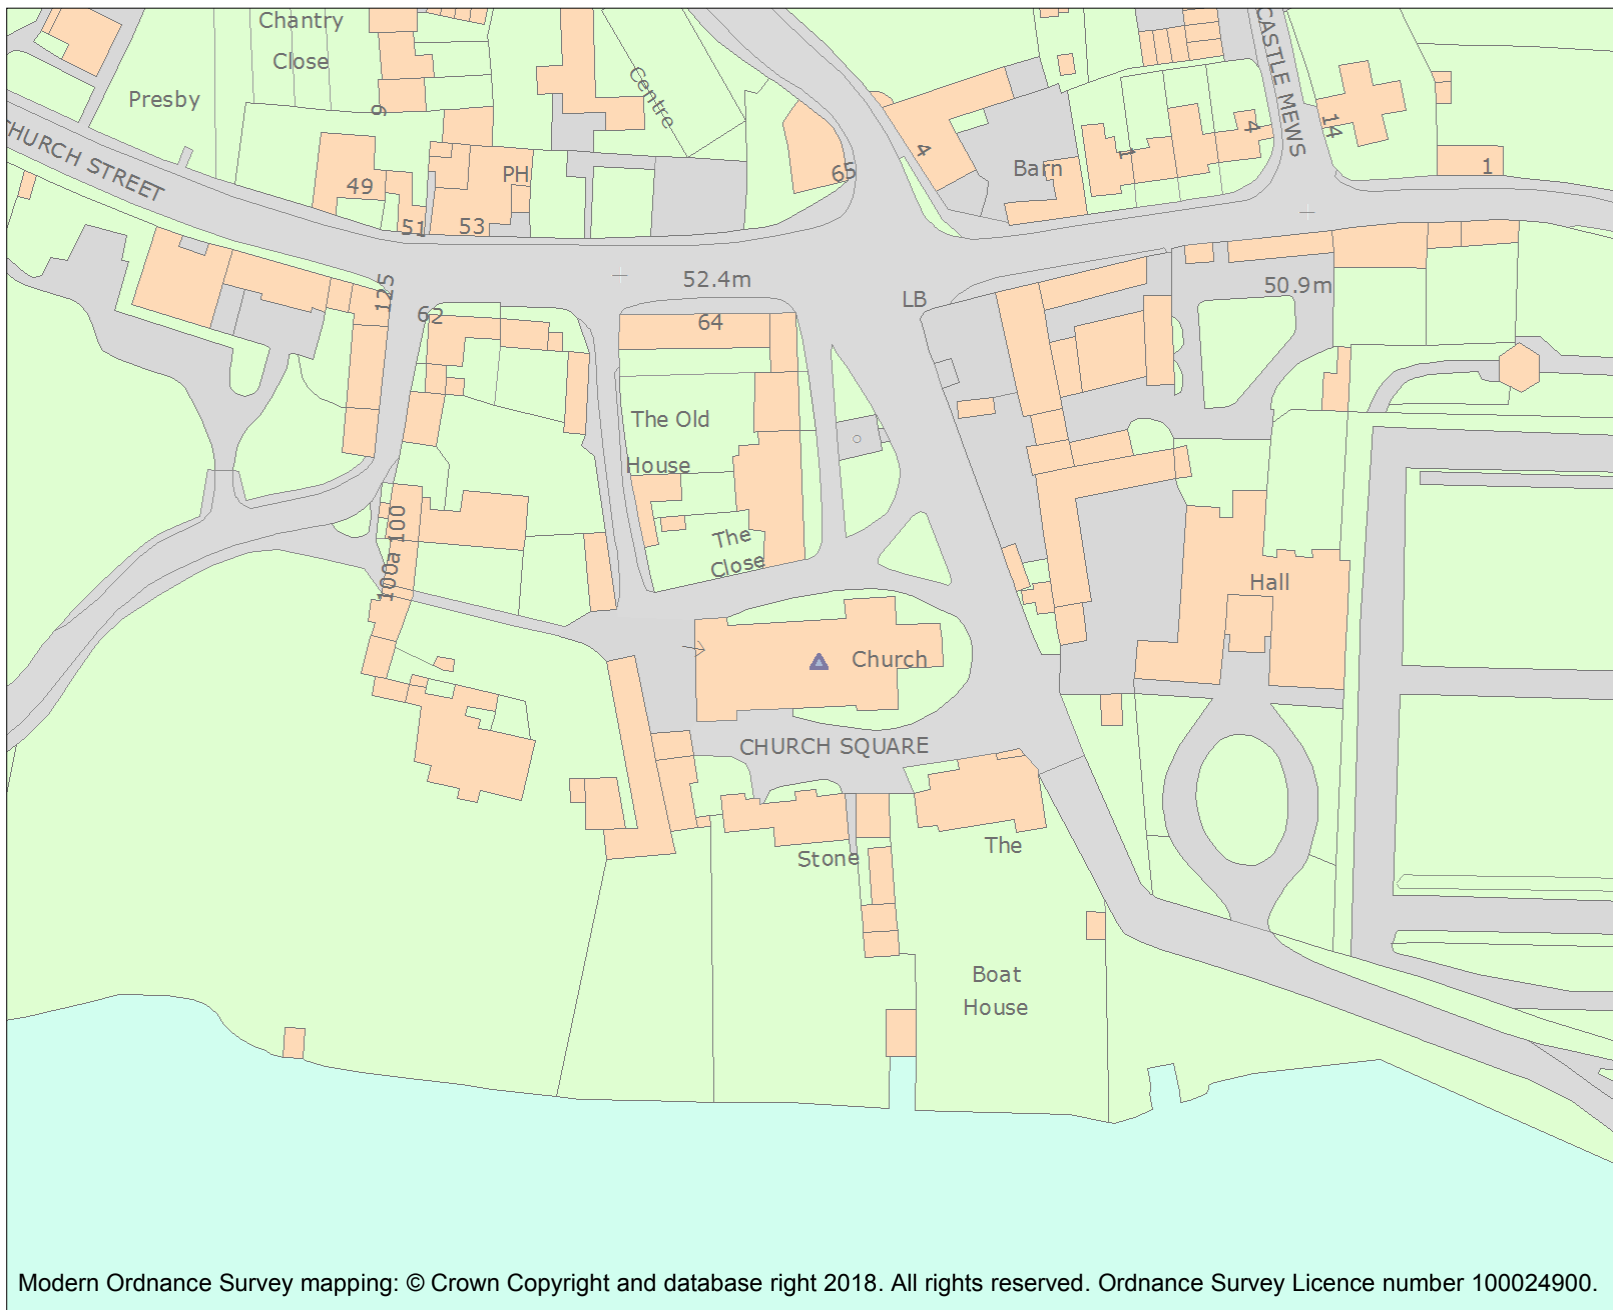 Chantry
Close
Presby
9
Centre
CASTLE MEWS
CHURCH STREET
49
51
PH
53
65
4
Barn
1
4
14
1
125
62
52.4m
64
LB
50.9m
The Old
House
The
Close
100
100a
Church
Hall
CHURCH SQUARE
Stone
The
Boat
House
Modern Ordnance Survey mapping: © Crown Copyright and database right 2018. All rights reserved. Ordnance Survey Licence number 100024900.